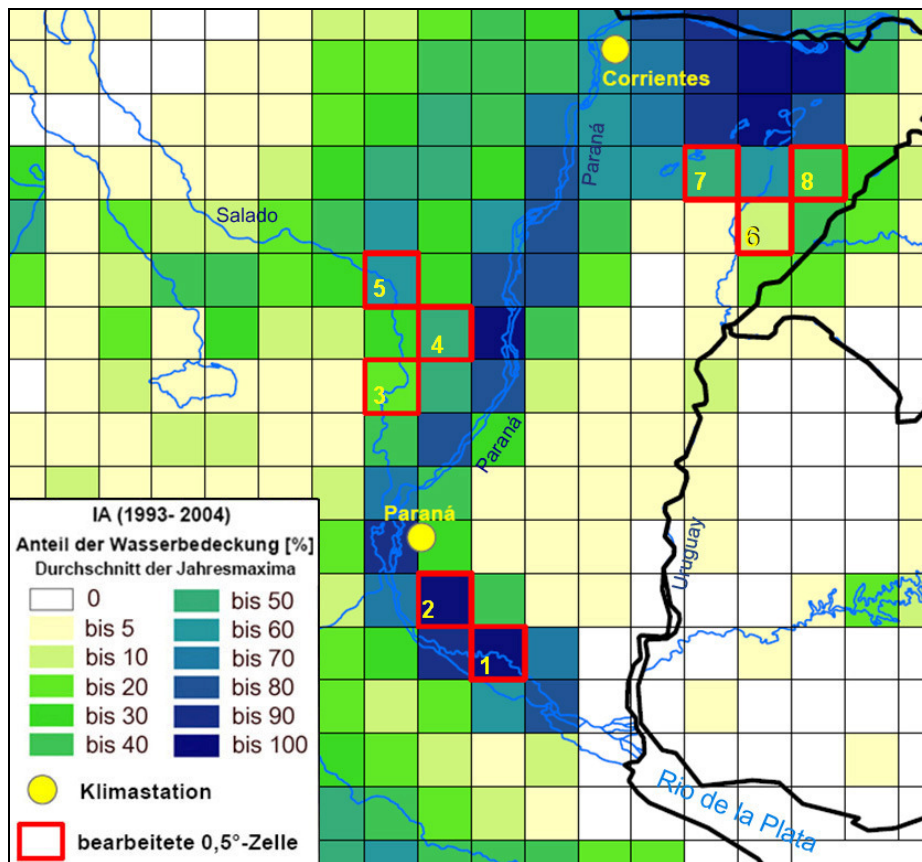 Corrientes
Paraná
7
8
Salado
6
5
4
3
Paraná
Paraná
Uruguay
2
1
Rio de la Plata
IA (1993- 2004)
Anteil der Wasserbedeckung [%]
Durchschnitt der Jahresmaxima
0
bis 5
bis 10
bis 20
bis 30
bis 40
bis 50
bis 60
bis 70
bis 80
bis 90
bis 100
Klimastation
bearbeitete 0,5°-Zelle